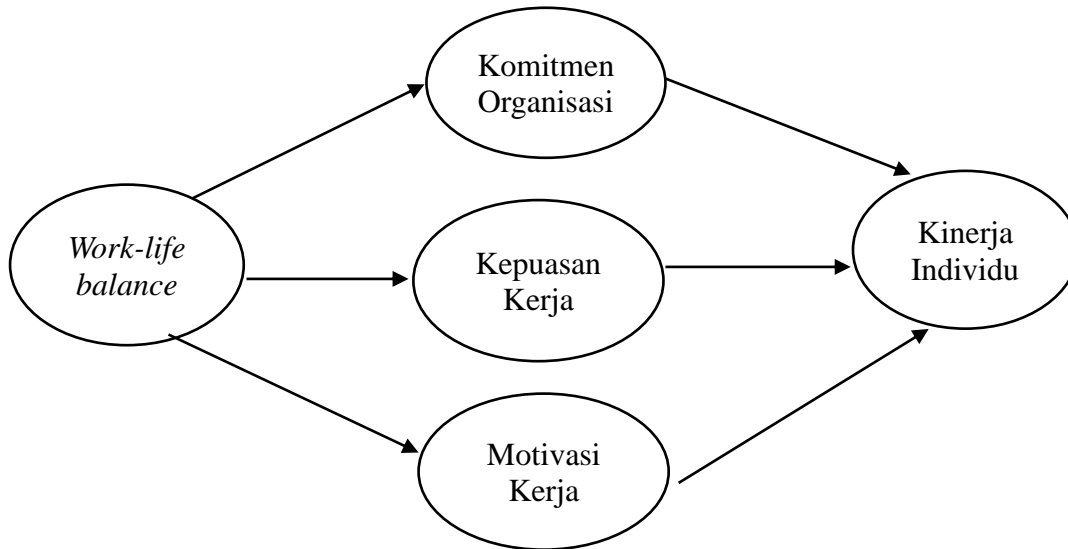 Komitmen
Organisasi
Work-life
balance
Kepuasan
Kerja
Kinerja
Individu
Motivasi
Kerja